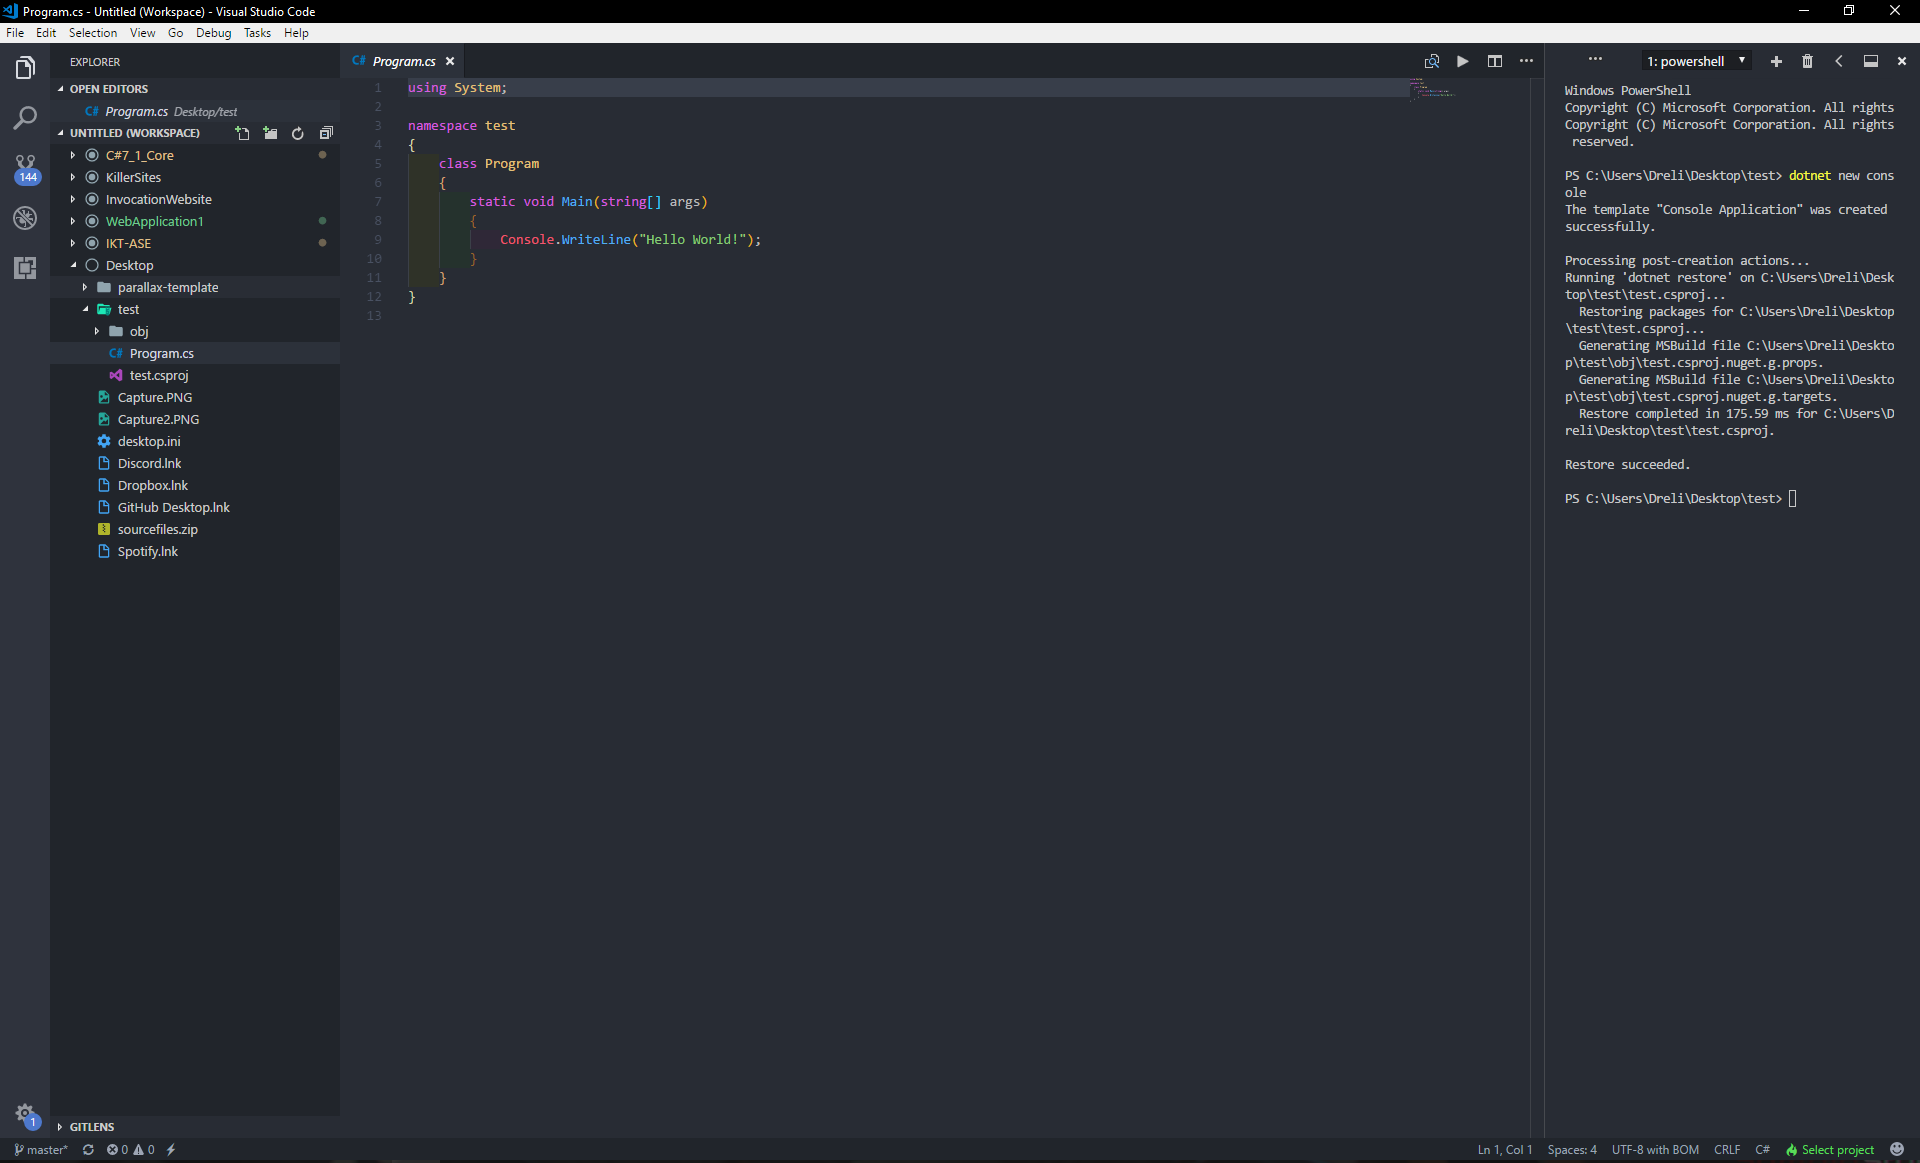 Program.cs - Untitled (Workspace) - Visual Studio Code
File Edit Selection View Go Debug Tasks Help
EXPLORER
OPEN EDITORS
C# Program.cs Desktop/test
UNTITLED (WORKSPACE)
C#7_1_Core
KillerSites
InvocationWebsite
WebApplication1
IKT-ASE
Desktop
parallax-template
test
obj
C# Program.cs
test.csproj
Capture.PNG
Capture2.PNG
desktop.ini
Discord.lnk
Dropbox.lnk
GitHub Desktop.lnk
sourcefiles.zip
Spotify.lnk
GITLENS
144
1
C# Program.cs
1 using System;
2
3 namespace test
4 {
5 class Program
6 {
7 static void Main(string[] args)
8 {
9 Console.WriteLine("Hello World!");
10 }
11 }
12 }
13
1: powershell
Windows PowerShell
Copyright (C) Microsoft Corporation. All rights
Copyright (C) Microsoft Corporation. All rights
reserved.
PS C:\Users\Dreli\Desktop\test> dotnet new cons
ole
The template "Console Application" was created
successfully.
Processing post-creation actions...
Running 'dotnet restore' on C:\Users\Dreli\Desk
top\test\test.csproj...
Restoring packages for C:\Users\Dreli\Desktop
\test\test.csproj...
Generating MSBuild file C:\Users\Dreli\Deskto
p\test\obj\test.csproj.nuget.g.props.
Generating MSBuild file C:\Users\Dreli\Deskto
p\test\obj\test.csproj.nuget.g.targets.
Restore completed in 175.59 ms for C:\Users\D
reli\Desktop\test\test.csproj.
Restore succeeded.
PS C:\Users\Dreli\Desktop\test>
master* 0 0
Ln 1, Col 1 Spaces: 4 UTF-8 with BOM CRLF C# Select project